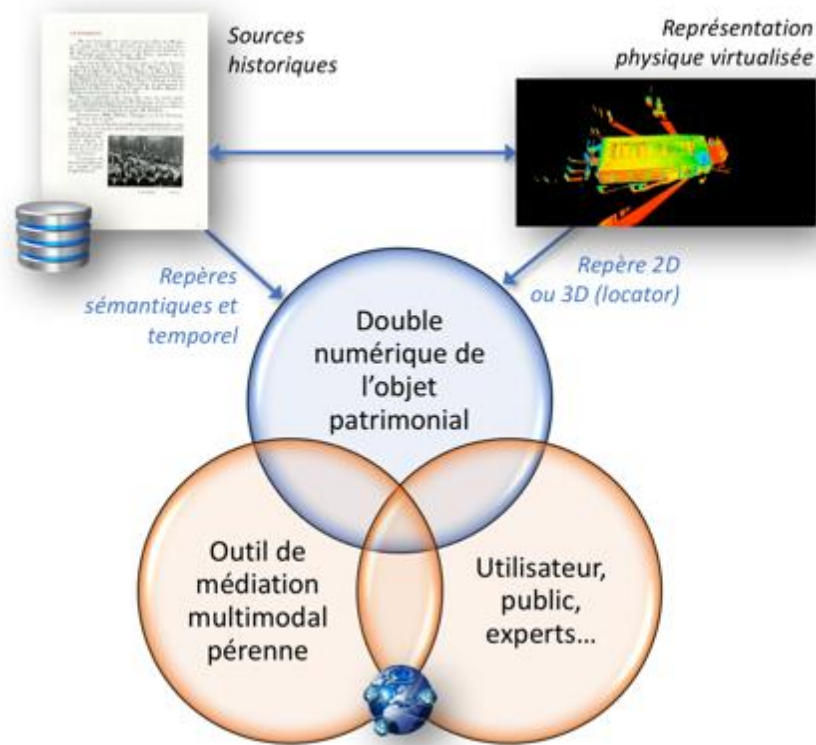 Sources
historiques
Représentation
physique virtualisée
Repères
sémantiques et
temporel
Repère 2D
ou 3D (locator)
Double
numérique de
l'objet
patrimonial
Outil de
médiation
multimodal
pérenne
Utilisateur,
public,
experts...